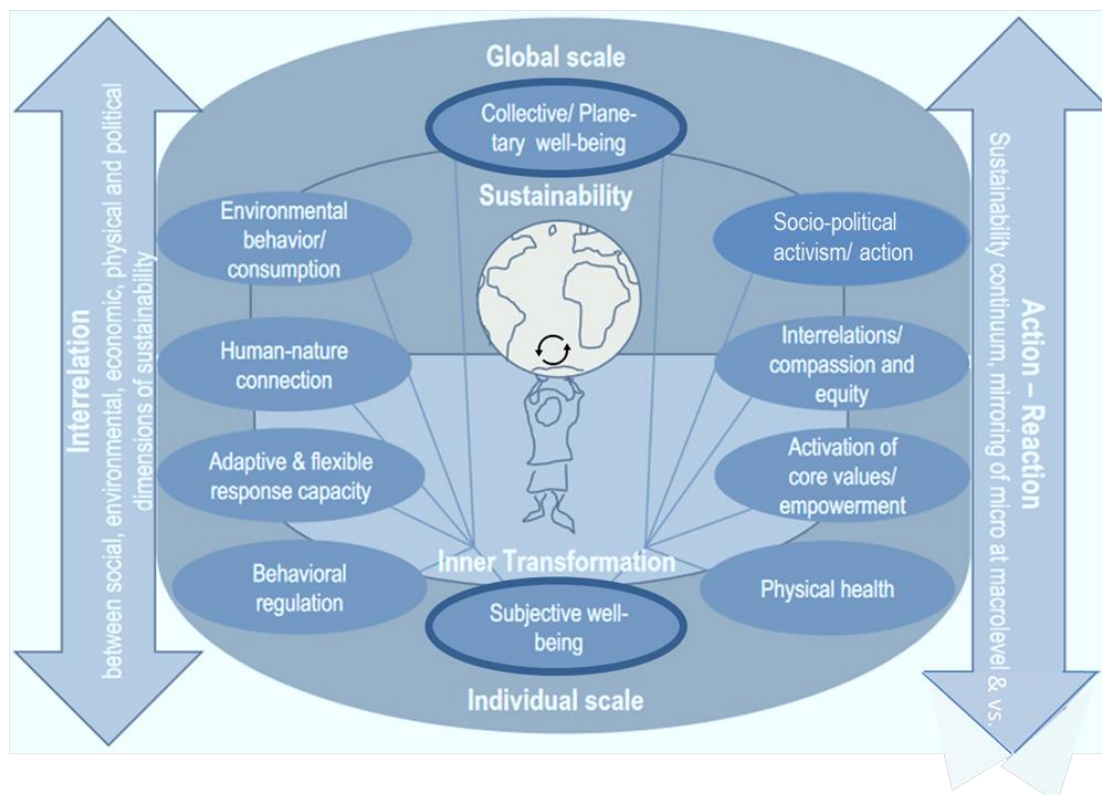 Global scale
Collective/ Plane-
tary well-being
Sustainability
Environmental
behavior/
consumption
Socio-political
activism/ action
Human-nature
connection
Interrelations/
compassion and
equity
Adaptive & flexible
response capacity
Activation of
core values/
empowerment
Inner Transformation
Behavioral
regulation
Physical health
Subjective well-
being
Individual scale
Interrelation
between social, environmental, economic, physical and political
dimensions of sustainability
Action – Reaction
Sustainability continuum, mirroring of micro at macrolevel & vs.